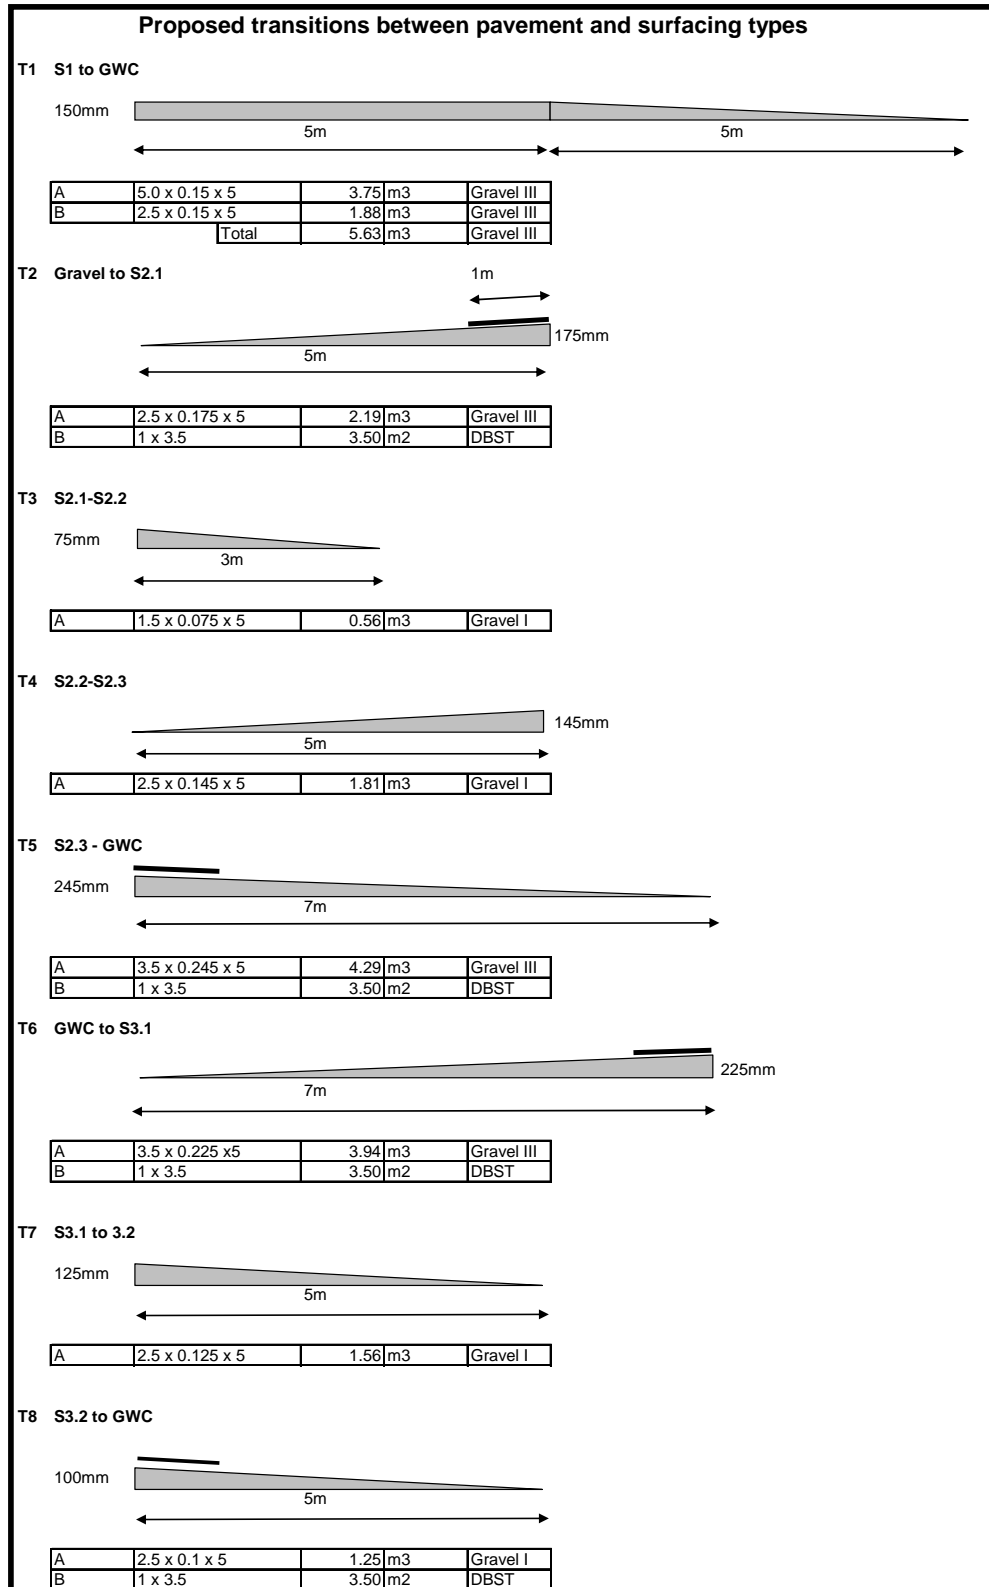 Proposed transitions between pavement and surfacing types
T1 S1 to GWC
150mm
5m 5m
A 5.0 x 0.15 x 5 3.75 m3 Gravel III
B 2.5 x 0.15 x 5 1.88 m3 Gravel III
Total 5.63 m3 Gravel III
T2 Gravel to S2.1 1m
175mm
5m
A 2.5 x 0.175 x 5 2.19 m3 Gravel III
B 1 x 3.5 3.50 m2 DBST
T3 S2.1-S2.2
75mm
3m
A 1.5 x 0.075 x 5 0.56 m3 Gravel I
T4 S2.2-S2.3
145mm
5m
A 2.5 x 0.145 x 5 1.81 m3 Gravel I
T5 S2.3 - GWC
245mm
7m
A 3.5 x 0.245 x 5 4.29 m3 Gravel III
B 1 x 3.5 3.50 m2 DBST
T6 GWC to S3.1
225mm
7m
A 3.5 x 0.225 x5 3.94 m3 Gravel III
B 1 x 3.5 3.50 m2 DBST
T7 S3.1 to 3.2
125mm
5m
A 2.5 x 0.125 x 5 1.56 m3 Gravel I
T8 S3.2 to GWC
100mm
5m
A 2.5 x 0.1 x 5 1.25 m3 Gravel I
B 1 x 3.5 3.50 m2 DBST